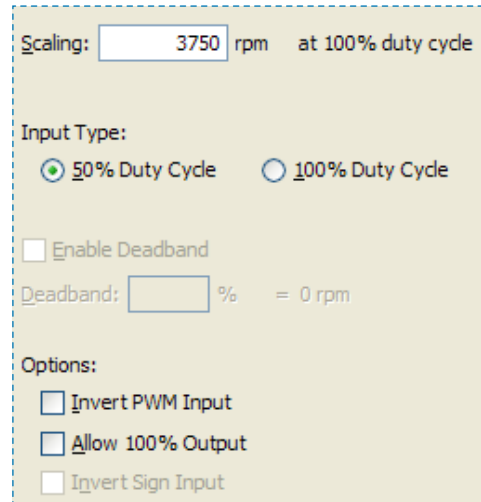 Scaling: 3750 rpm at 100% duty cycle
Input Type:
50% Duty Cycle 100% Duty Cycle
Enable Deadband
Deadband: % = 0 rpm
Options:
Invert PWM Input
Allow 100% Output
Invert Sign Input